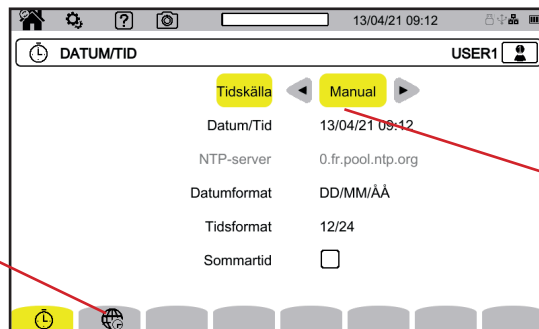 ? 13/04/21 09:12
DATUM/TID USER1
Tidskälla Manual
Datum/Tid 13/04/21 09:12
NTP-server 0.fr.pool.ntp.org
Datumformat DD/MM/ÅÅ
Tidsformat 12/24
Sommartid